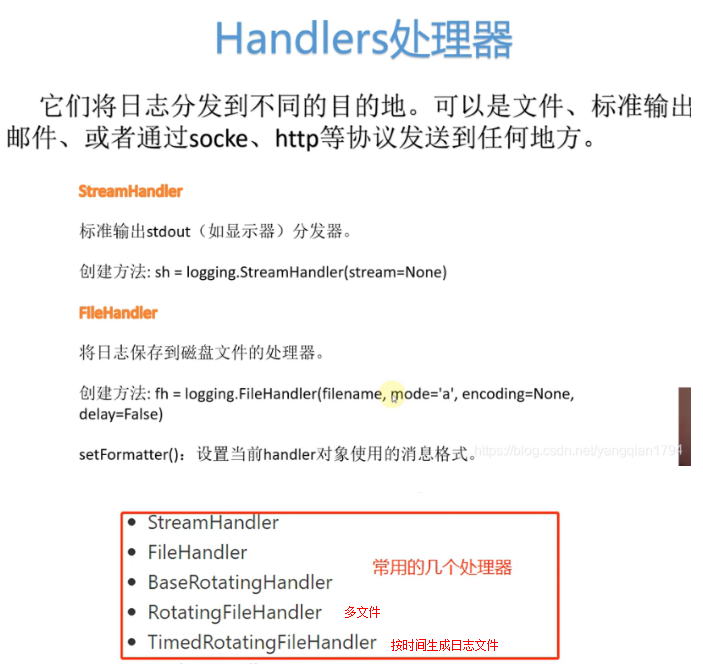 Handlers处理器
它们将日志分发到不同的目的地。可以是文件、标准输出
邮件、或者通过socke、http等协议发送到任何地方。
StreamHandler
标准输出stdout（如显示器）分发器。
创建方法: sh = logging.StreamHandler(stream=None)
FileHandler
将日志保存到磁盘文件的处理器。
创建方法: fh = logging.FileHandler(filename, mode='a', encoding=None,
delay=False)
setFormatter()：设置当前handler对象使用的消息格式。
https://blog.csdn.net/yangqian1794
• StreamHandler
• FileHandler
常用的几个处理器
• BaseRotatingHandler
• RotatingFileHandler 多文件
• TimedRotatingFileHandler 按时间生成日志文件